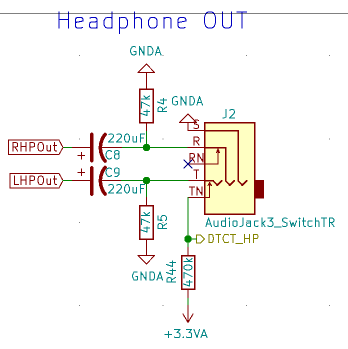 Headphone OUT
GNDA
47k
R4
GNDA
J2
S
RHPOut
220uF
R
+
C8
RN
+
C9
T
LHPOut
220uF
TN
47k
R5
AudioJack3_SwitchTR
DTCT_HP
GNDA
R44
470k
+3.3VA